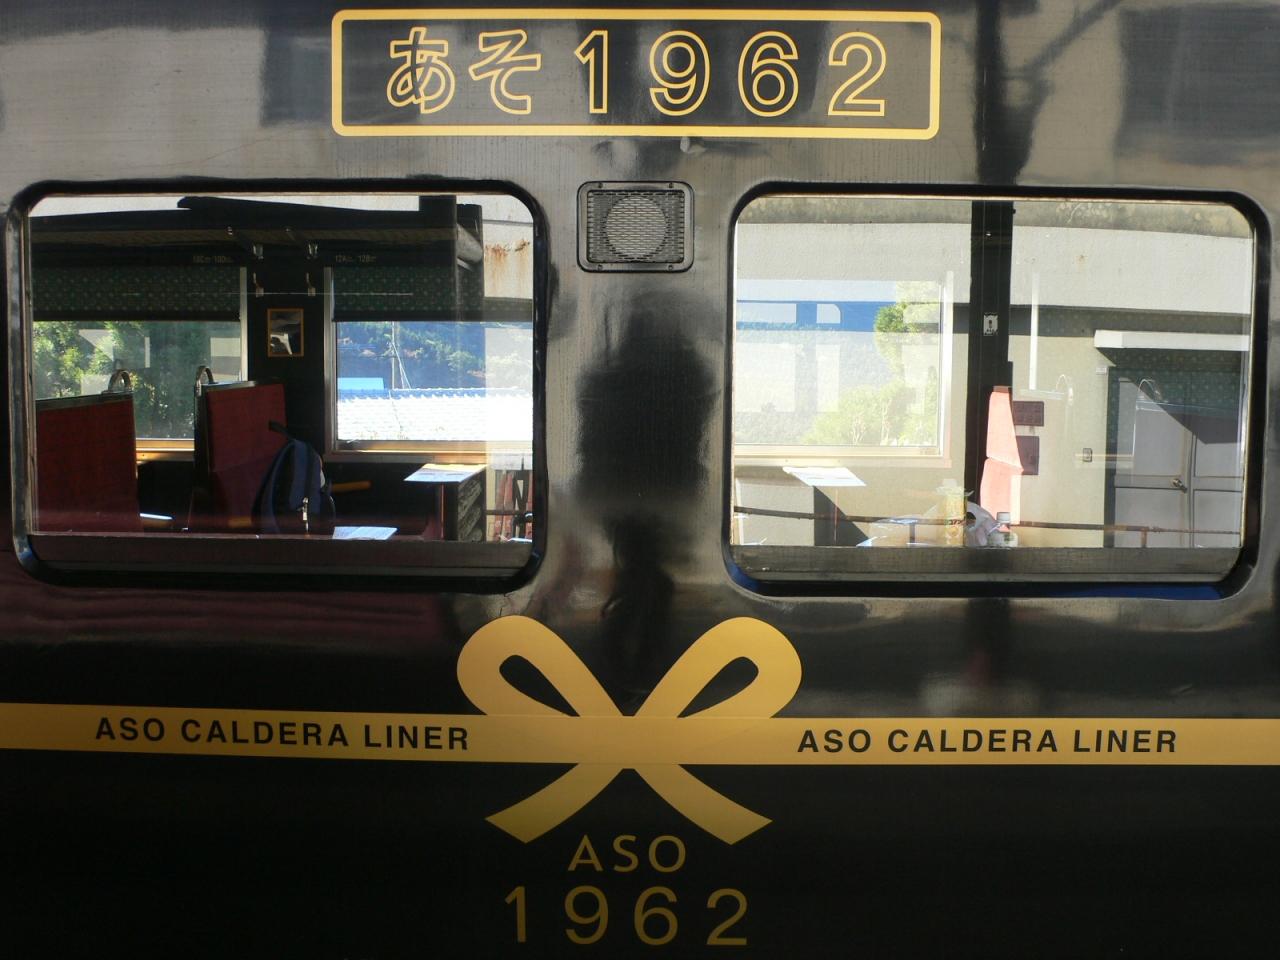 あそ1962
ASO CALDERA LINER
ASO CALDERA LINER
ASO
1962